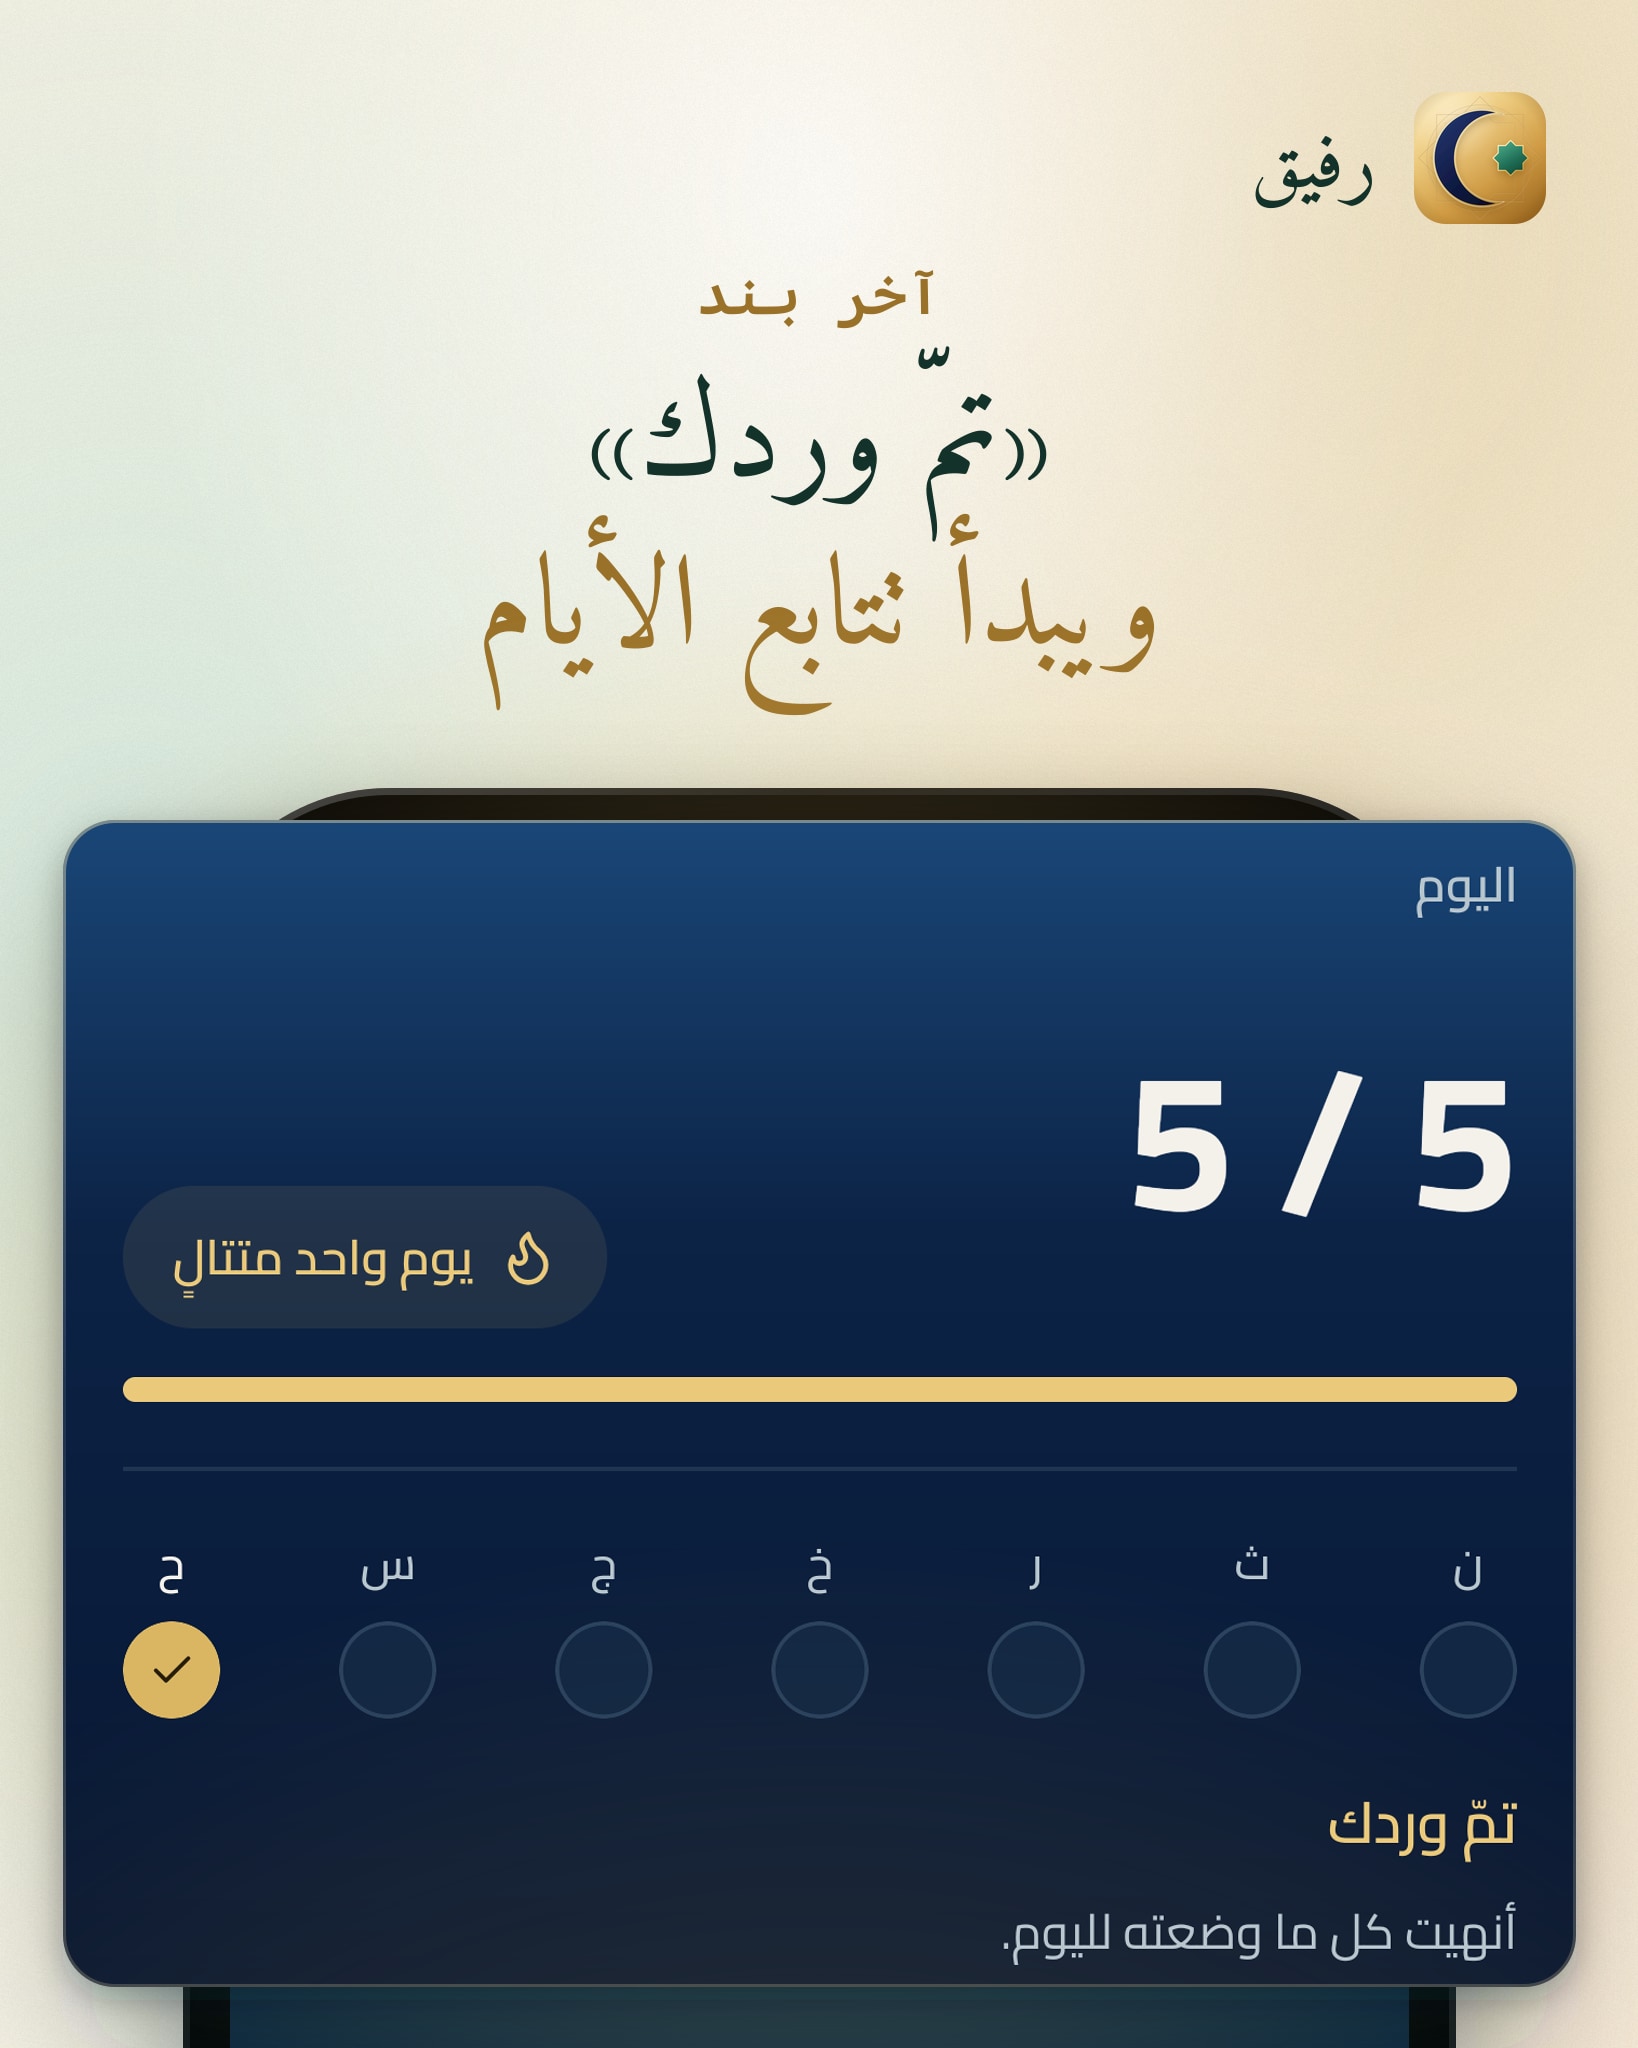 رفيق
آخر بند
((تمّ وردك))
ويبدأ تتابع الأيام
اليوم
5 / 5
يوم واحد متتالٍ
ن ث ر خ ج س ح
تمّ وردك
أنهيت كل ما وضعته لليوم.